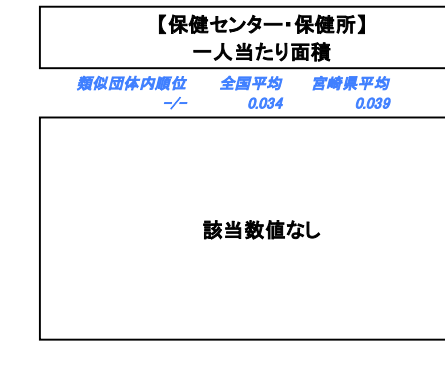 【保健センター・保健所】
一人当たり面積
類似団体内順位 全国平均 宮崎県平均
-/- 0.034 0.039
該当数値なし